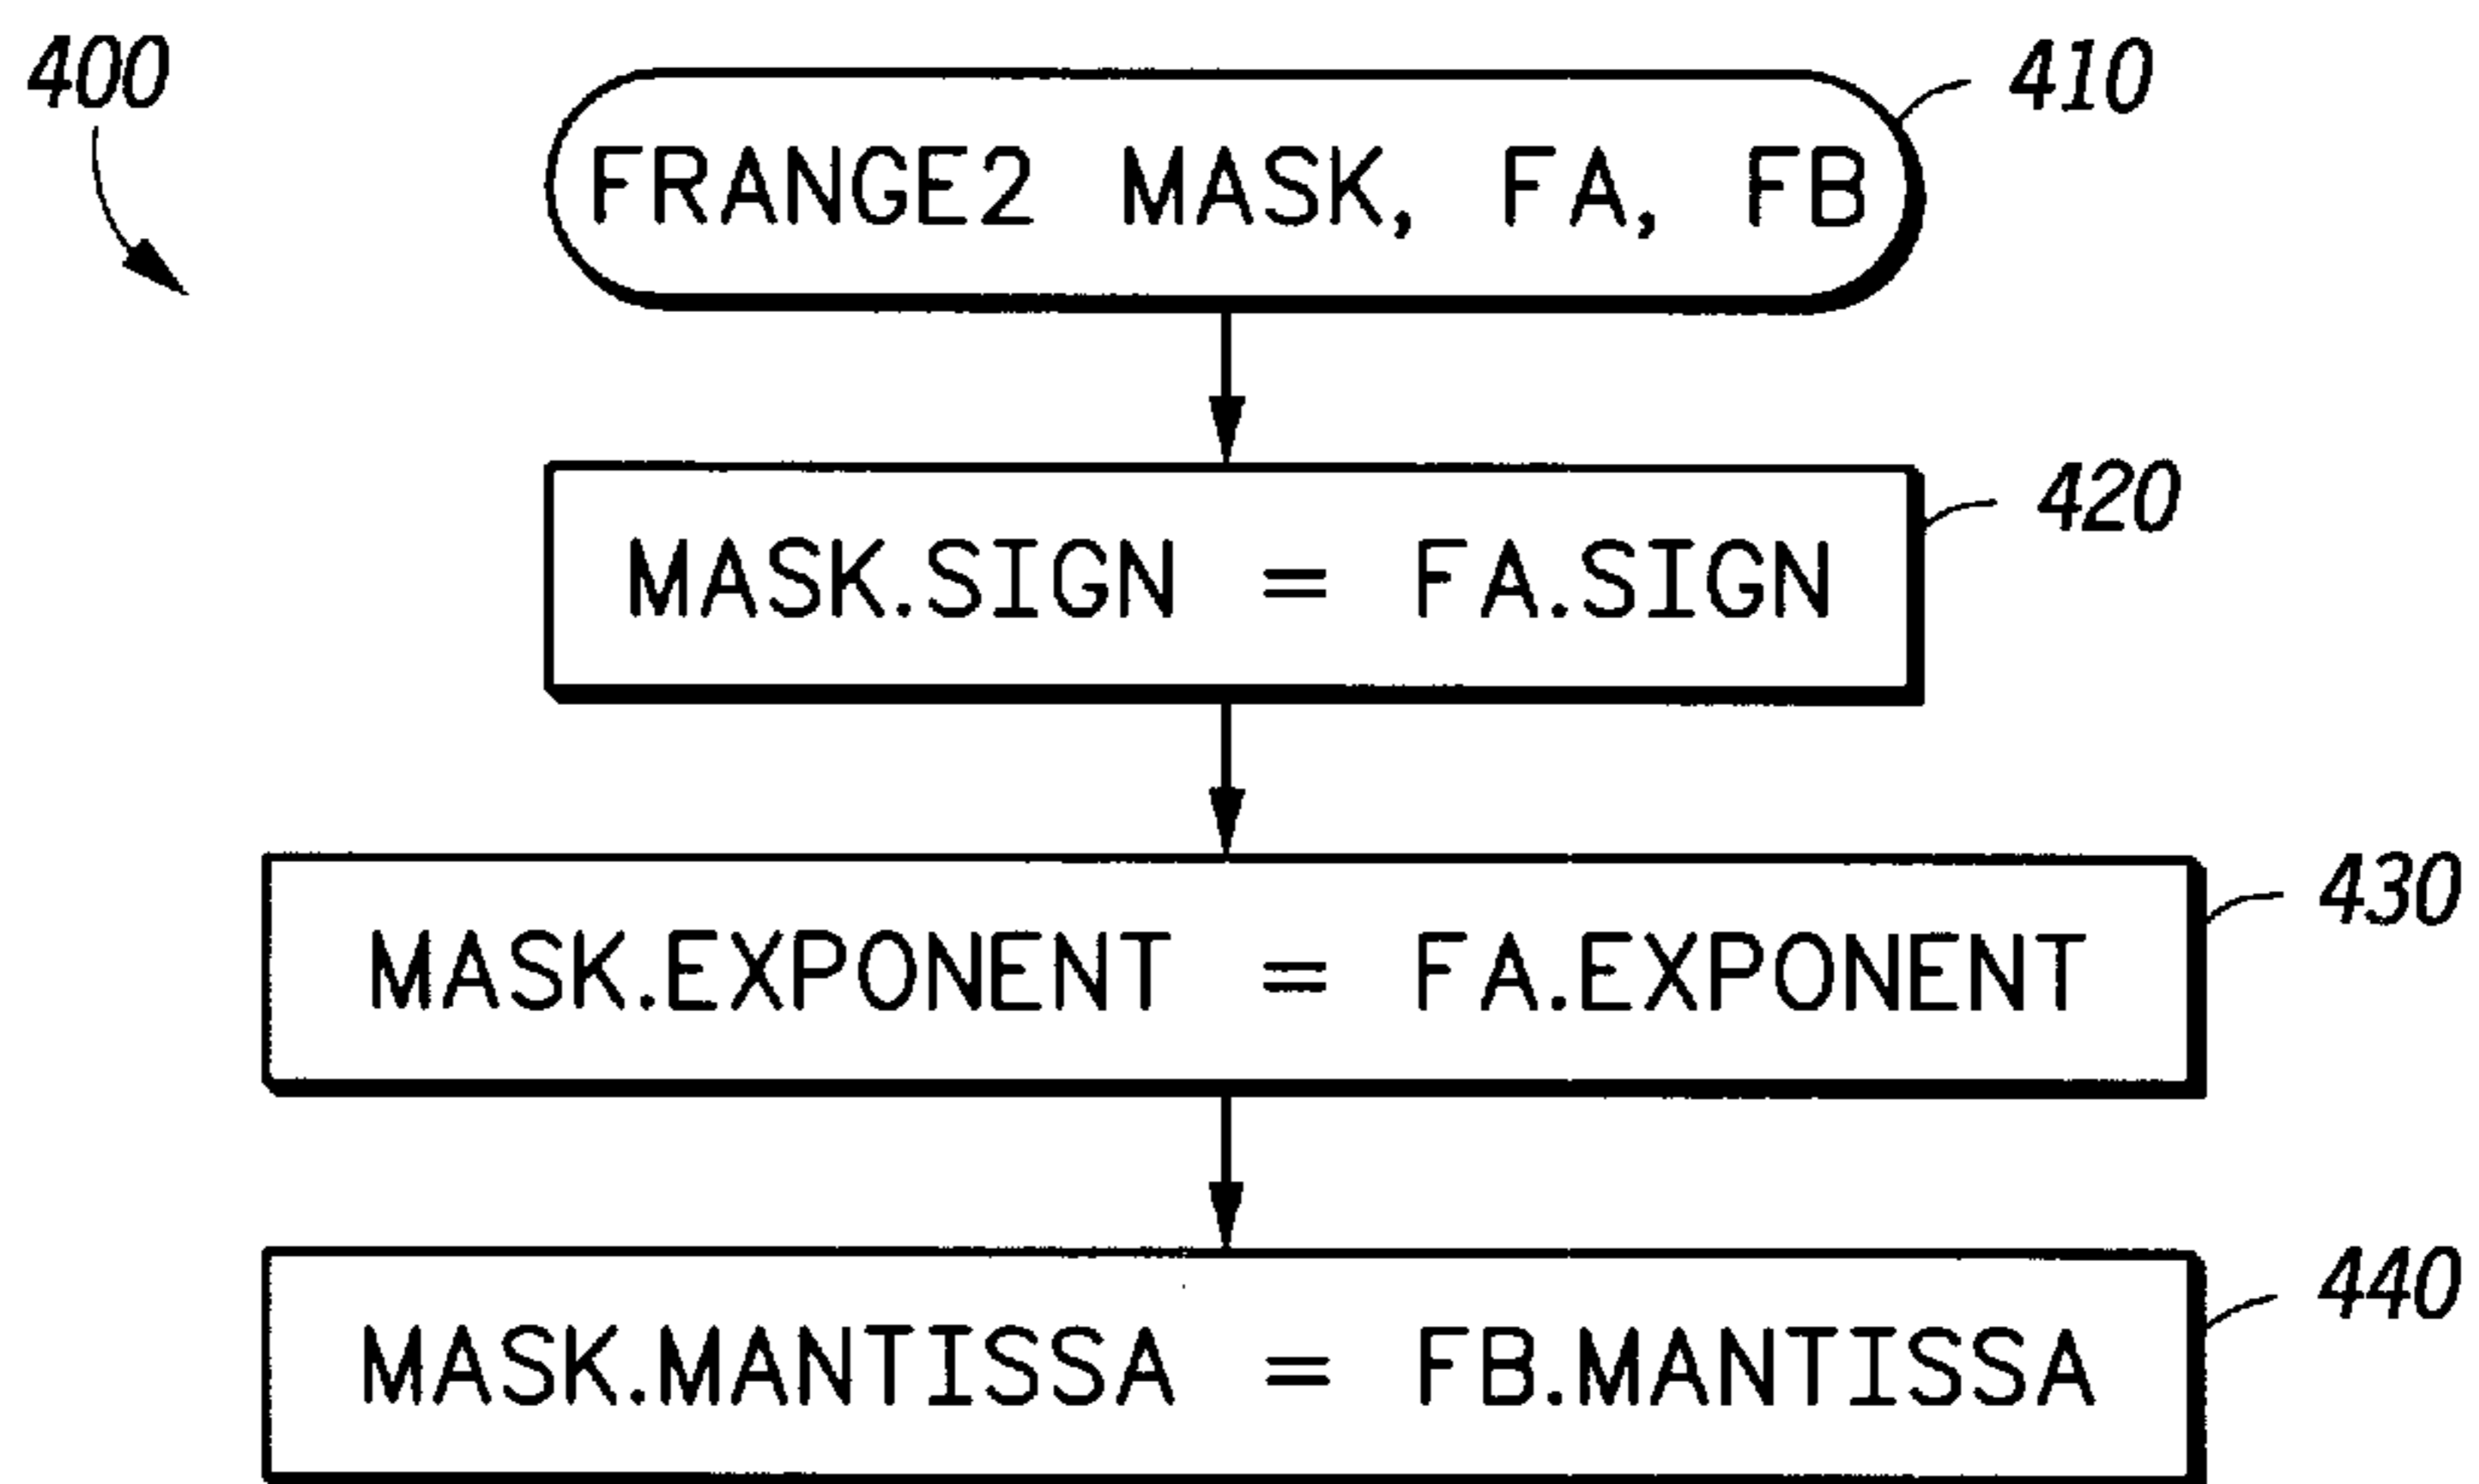 400
FRANGE2 MASK, FA, FB
410
MASK.SIGN = FA.SIGN
420
MASK.EXPONENT = FA.EXPONENT
430
MASK.MANTISSA = FB.MANTISSA
440